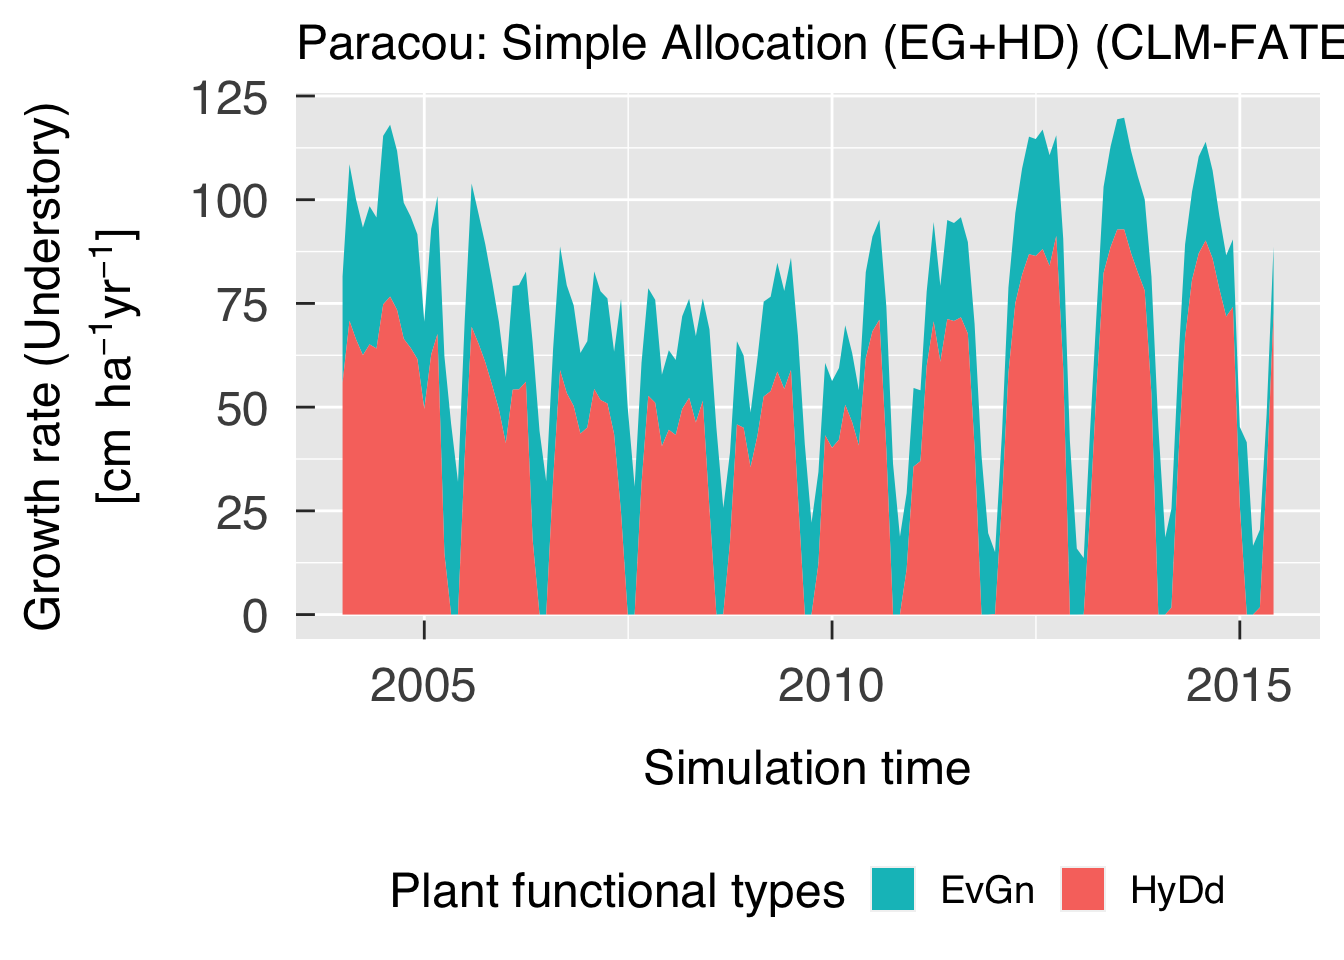 Paracou: Simple Allocation (EG+HD) (CLM-FATE
Growth rate (Understory)
[cm ha⁻¹yr⁻¹]
125
100
75
50
25
0
2005 2010 2015
Simulation time
Plant functional types EvGn HyDd